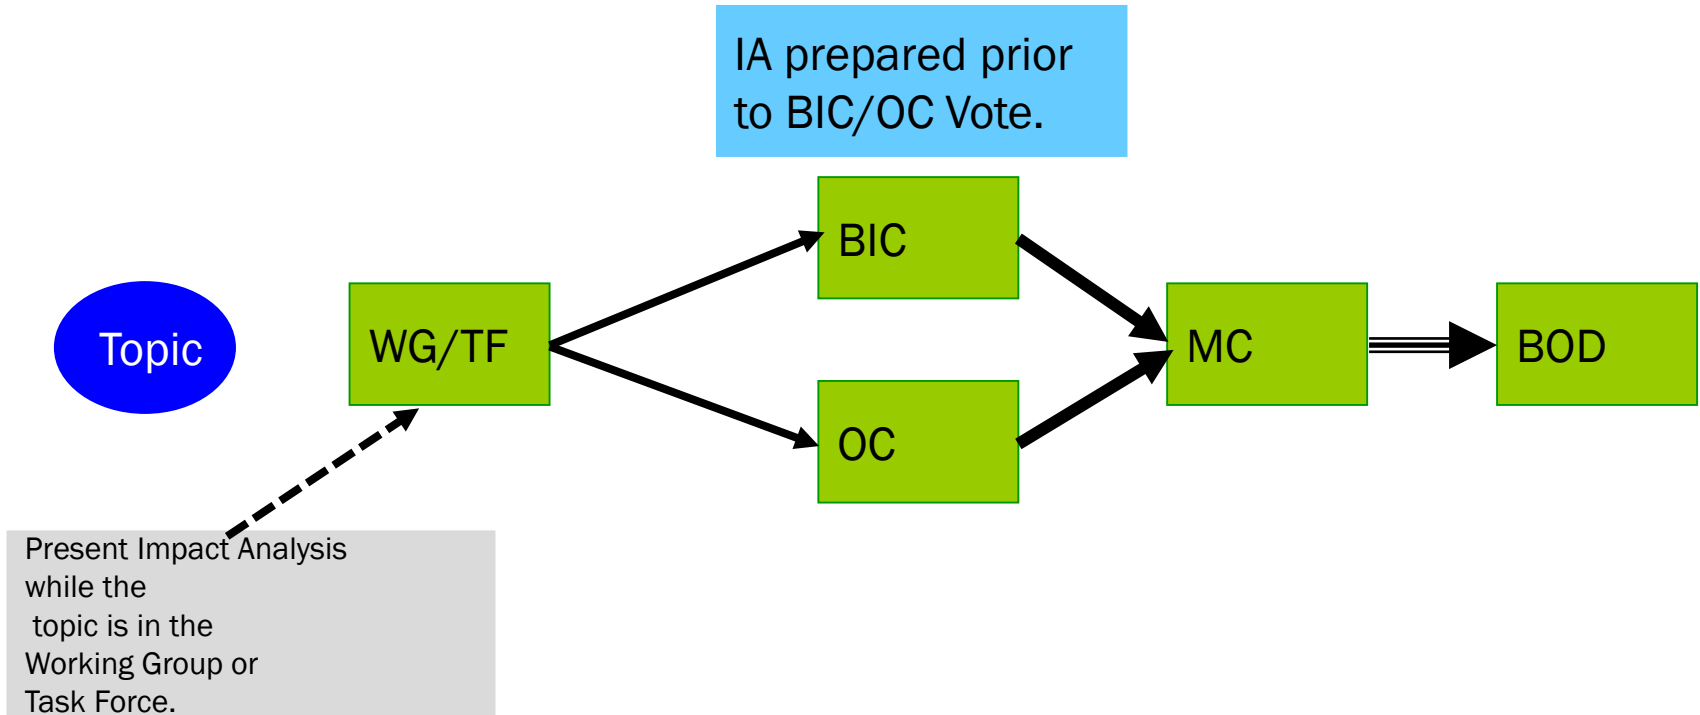 IA prepared prior
to BIC/OC Vote.
BIC
Topic
WG/TF
MC
BOD
OC
Present Impact Analysis
while the
topic is in the
Working Group or
Task Force.